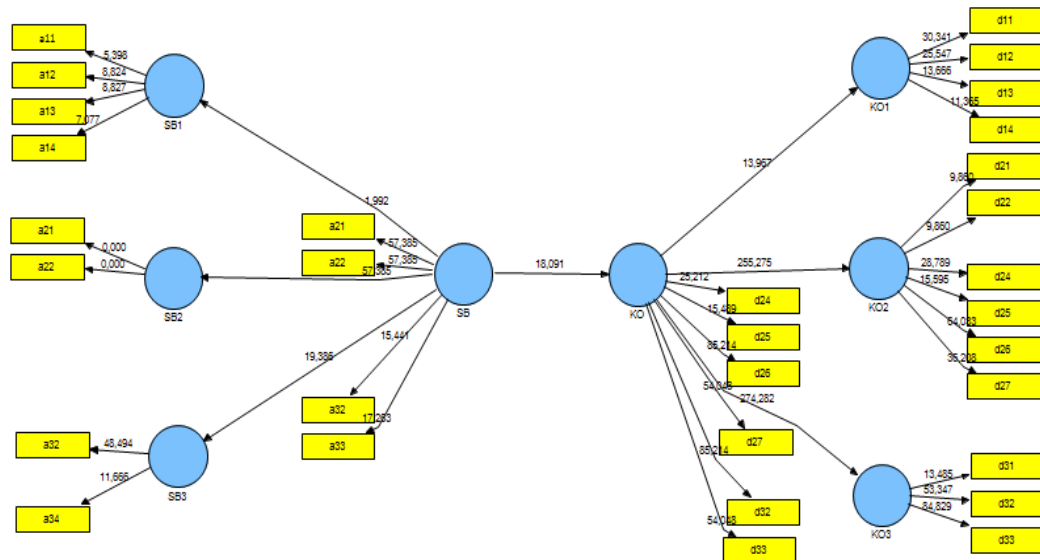 a11
a12
a13
a14
5,398
8,824
8,827
7,077
SB1
1,992
a21
a22
0,000
0,000
SB2
a21
a22
57,385
57,385
57,385
SB
18,091
KO
19,386
15,441
17,263
a32
a33
a32
a34
48,494
11,666
SB3
13,967
255,275
25,212
15,489
85,214
54,048
274,282
85,214
54,048
d24
d25
d26
d27
d32
d33
KO1
30,341
25,547
13,666
11,365
d11
d12
d13
d14
KO2
9,860
9,860
28,789
15,595
64,083
35,208
d21
d22
d24
d25
d26
d27
KO3
13,485
53,347
84,829
d31
d32
d33